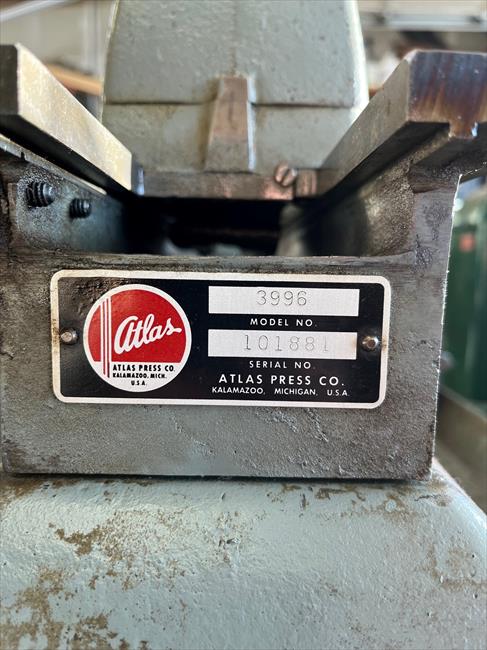 Atlas
ATLAS PRESS CO.
KALAMAZOO, MICH.
U.S.A.
3996
MODEL NO.
101881
SERIAL NO.
ATLAS PRESS CO.
KALAMAZOO, MICHIGAN, U.S.A.